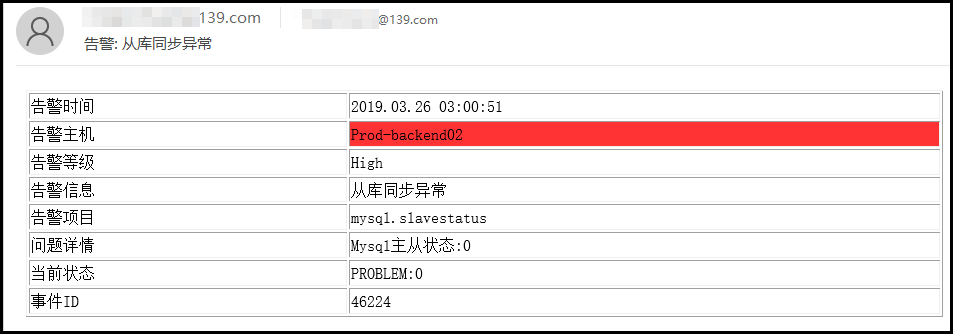 139.com
@139.com
告警: 从库同步异常
告警时间 2019.03.26 03:00:51
告警主机 Prod-backend02
告警等级 High
告警信息 从库同步异常
告警项目 mysql.slavestatus
问题详情 Mysql主从状态:0
当前状态 PROBLEM:0
事件ID 46224